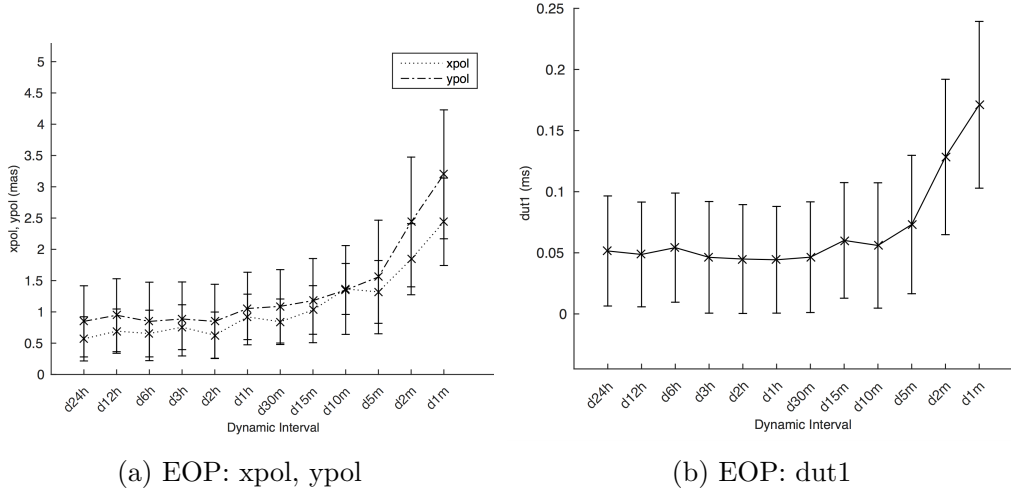 5
4.5
4
3.5
3
2.5
2
1.5
1
0.5
0
xpol, ypol (mas)
xpol
ypol
d24h
d12h
d6h
d3h
d2h
d1h
d30m
d15m
d10m
d5m
d2m
d1m
Dynamic Interval
(a) EOP: xpol, ypol
0.25
0.2
0.15
0.1
0.05
0
dut1 (ms)
d24h
d12h
d6h
d3h
d2h
d1h
d30m
d15m
d10m
d5m
d2m
d1m
Dynamic Interval
(b) EOP: dut1